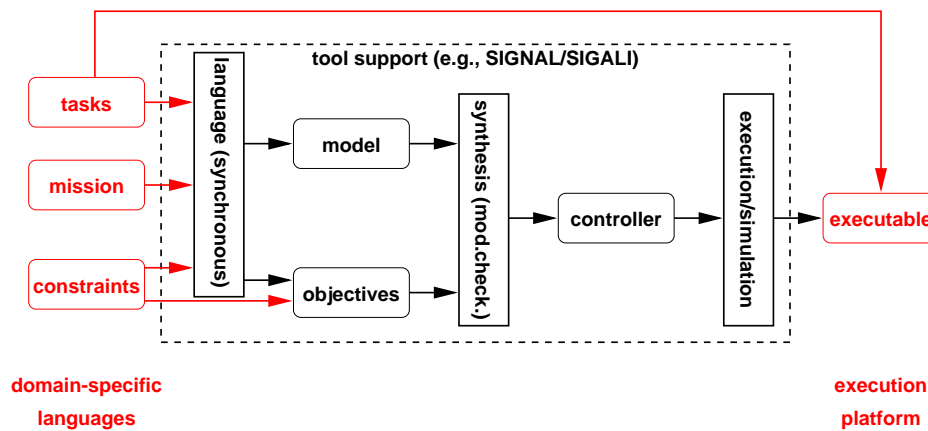 tool support (e.g., SIGNAL/SIGALI)
tasks
mission
constraints
language (synchronous)
model
objectives
synthesis (mod.check.)
controller
execution/simulation
executable
domain-specific
languages
execution
platform